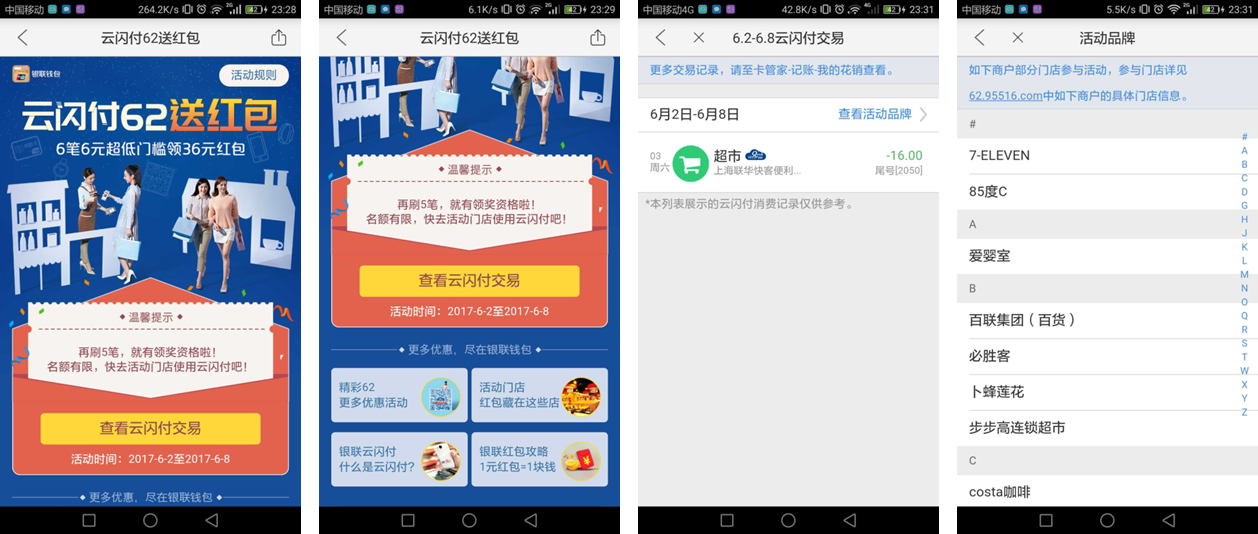 中国移动 264.2K/s 2G 42 23:28
云闪付62送红包
银联钱包 活动规则
云闪付62送红包
6笔6元超低门槛领36元红包
温馨提示
再刷5笔，就有领奖资格啦！
名额有限，快去活动门店使用云闪付吧！
查看云闪付交易
活动时间：2017-6-2至2017-6-8
更多优惠，尽在银联钱包
中国移动 6.1K/s 2G 42 23:29
云闪付62送红包
温馨提示
再刷5笔，就有领奖资格啦！
名额有限，快去活动门店使用云闪付吧！
查看云闪付交易
活动时间：2017-6-2至2017-6-8
更多优惠，尽在银联钱包
精彩62
更多优惠活动
活动门店
红包藏在这些店
银联云闪付
什么是云闪付?
银联红包攻略
1元红包=1块钱
中国移动4G 42.8K/s 4G 42 23:31
6.2-6.8云闪付交易
更多交易记录，请至卡管家-记账-我的花销查看。
6月2日-6月8日 查看活动品牌
03 超市 -16.00
周六 上海联华快客便利... 尾号[2050]
*本列表展示的云闪付消费记录仅供参考。
中国移动 5.5K/s 2G 42 23:31
活动品牌
如下商户部分门店参与活动，参与门店详见
62.95516.com中如下商户的具体门店信息。
#
7-ELEVEN
85度C
A
爱婴室
B
百联集团（百货）
必胜客
卜蜂莲花
步步高连锁超市
C
costa咖啡
#
A
B
C
D
G
H
J
K
L
M
N
O
Q
R
S
T
W
X
Y
Z